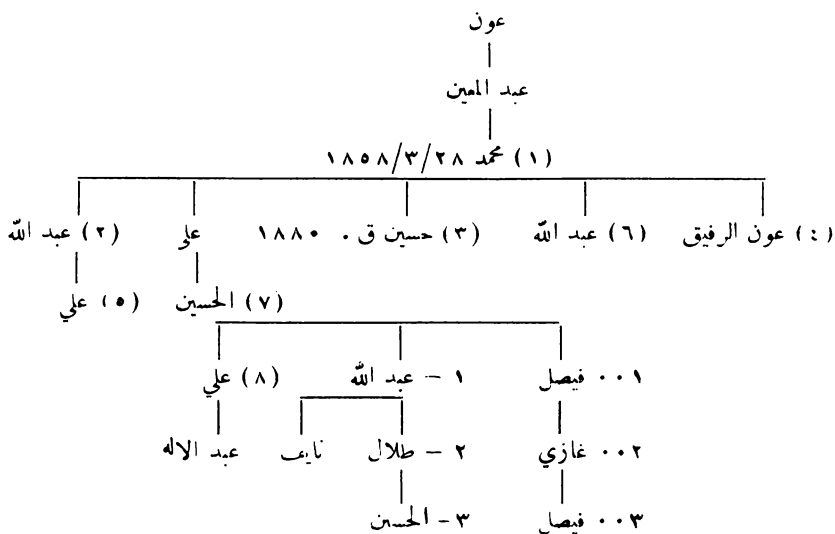 عون
عبد المعين
(١) محمد ١٨٥٨/٣/٢٨
(٤) عون الرفيق (٦) عبد الله (٣) حسين ق ٠ ١٨٨٠ علي (٢) عبد الله
(٧) الحسين (٥) علي
٠٠١ فيصل ١ – عبد الله (٨) علي
٠٠٢ غازي ٢ – طلال نايف عبد الاله
٠٠٣ فيصل ٣ – الحسين